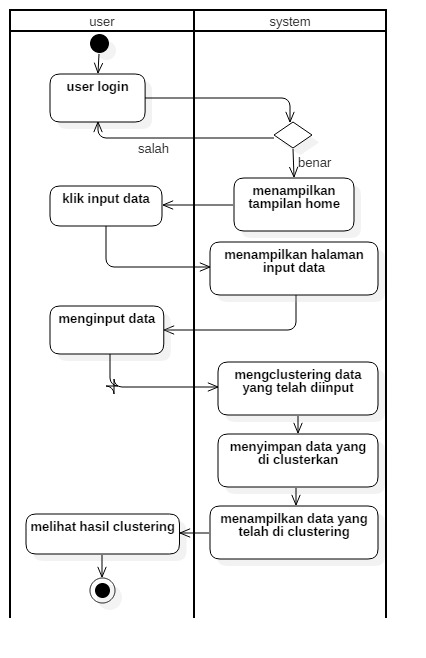 user
system
user login
salah
benar
menampilkan
tampilan home
klik input data
menampilkan halaman
input data
menginput data
mengclustering data
yang telah diinput
menyimpan data yang
di clusterkan
menampilkan data yang
telah di clustering
melihat hasil clustering